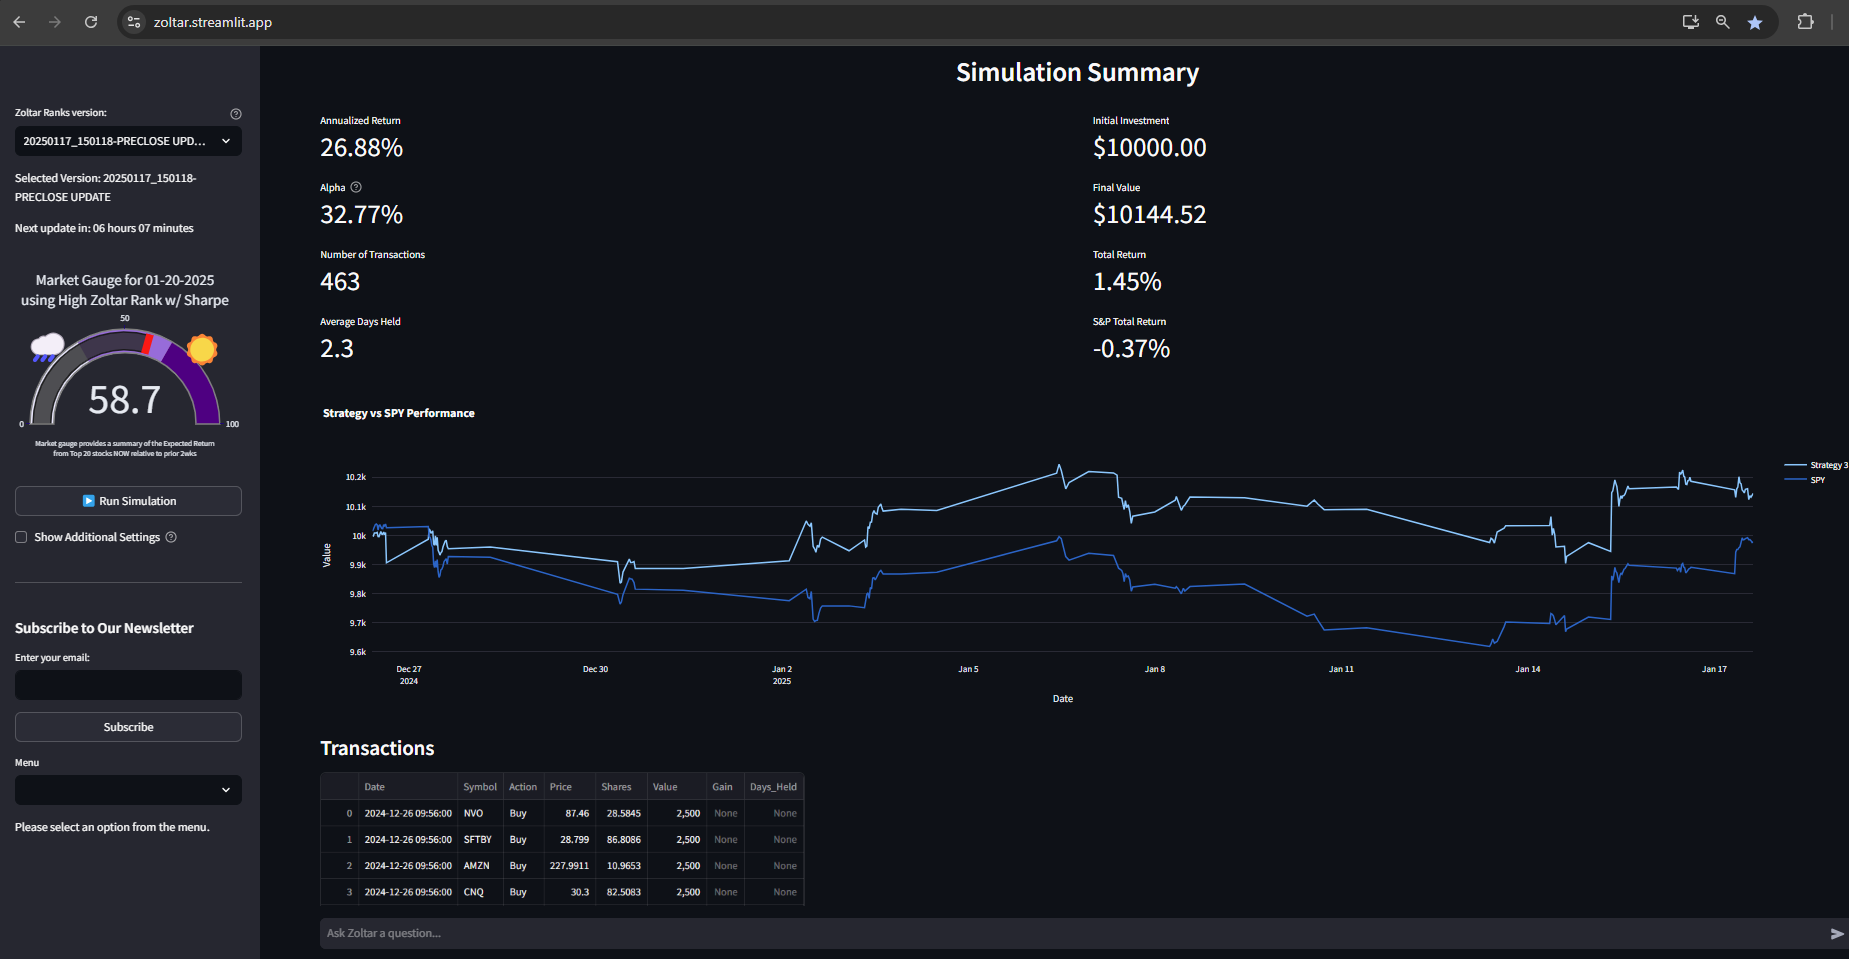 zoltar.streamlit.app
Zoltar Ranks version:
20250117_150118-PRECLOSE UPD...
Selected Version: 20250117_150118-
PRECLOSE UPDATE
Next update in: 06 hours 07 minutes
Market Gauge for 01-20-2025
using High Zoltar Rank w/ Sharpe
50
58.7
0
100
Market gauge provides a summary of the Expected Return
from Top 20 stocks NOW relative to prior 2wks
Run Simulation
Show Additional Settings
Subscribe to Our Newsletter
Enter your email:
Subscribe
Menu
Please select an option from the menu.
Simulation Summary
Annualized Return
26.88%
Alpha
32.77%
Number of Transactions
463
Average Days Held
2.3
Initial Investment
$10000.00
Final Value
$10144.52
Total Return
1.45%
S&P Total Return
-0.37%
Strategy vs SPY Performance
Value
10.2k
10.1k
10k
9.9k
9.8k
9.7k
9.6k
Dec 27 Dec 30 Jan 2 Jan 5 Jan 8 Jan 11 Jan 14 Jan 17
2024 2025
Date
Strategy 3
SPY
Transactions
Date Symbol Action Price Shares Value Gain Days_Held
0 2024-12-26 09:56:00 NVO Buy 87.46 28.5845 2,500 None None
1 2024-12-26 09:56:00 SFTBY Buy 28.799 86.8086 2,500 None None
2 2024-12-26 09:56:00 AMZN Buy 227.9911 10.9653 2,500 None None
3 2024-12-26 09:56:00 CNQ Buy 30.3 82.5083 2,500 None None
Ask Zoltar a question...